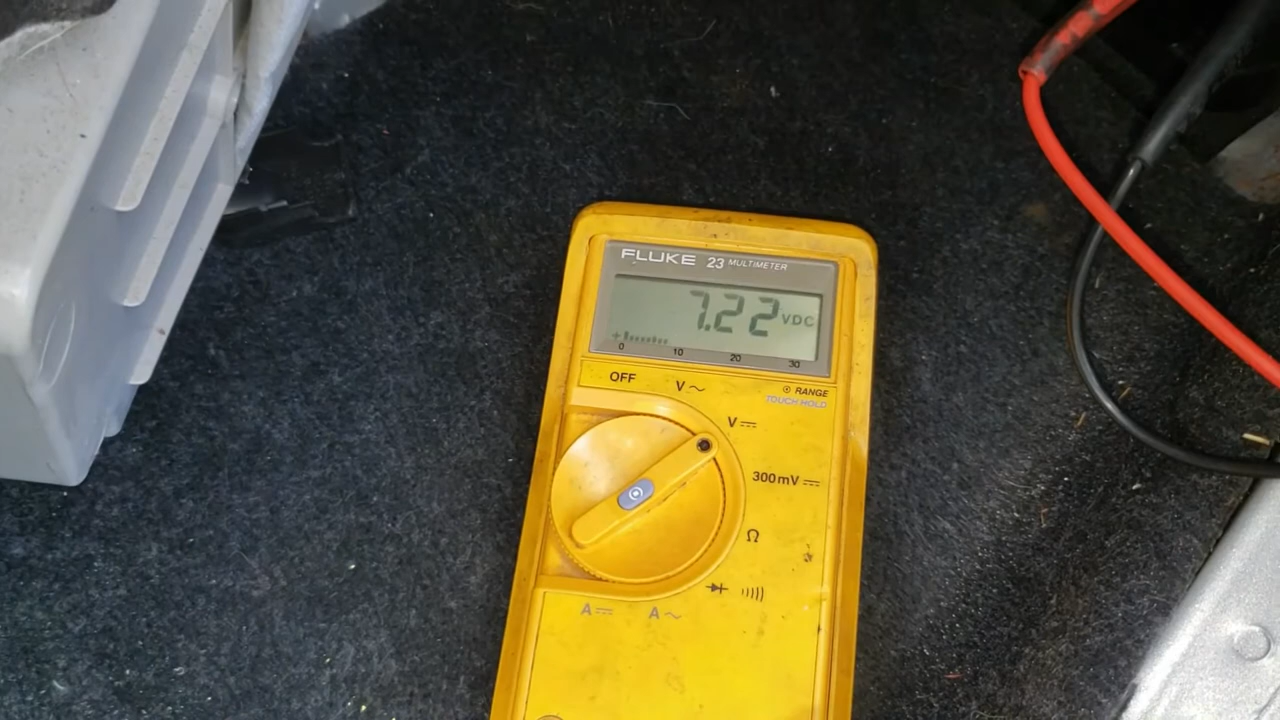 FLUKE 23 MULTIMETER
7.22 VDC
+
0 10 20 30
OFF V~ RANGE
TOUCH HOLD
V⎓
300mV⎓
Ω
A⎓ A~